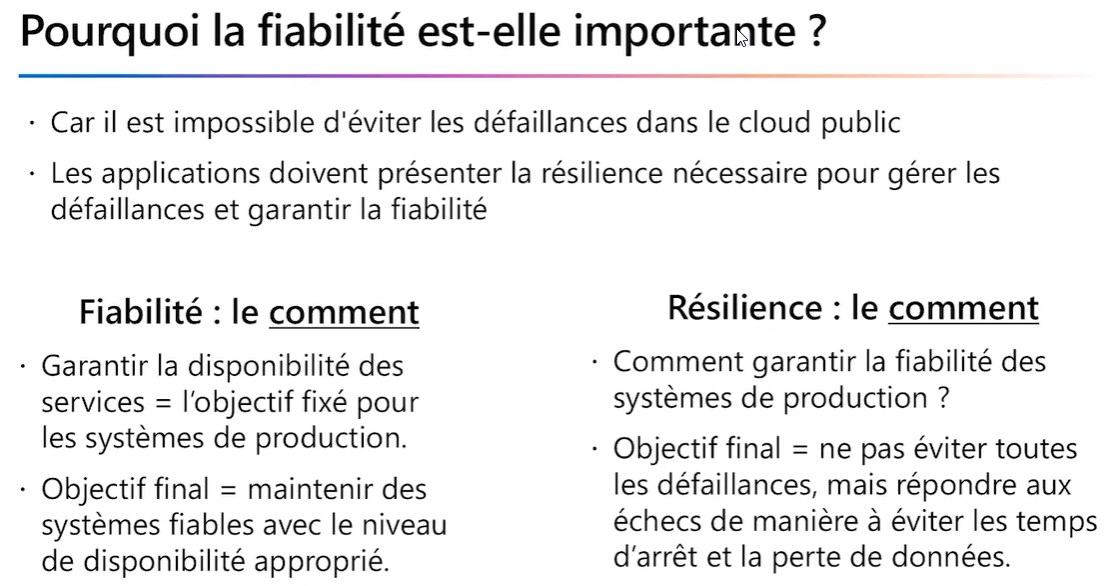 Pourquoi la fiabilité est-elle importante ?
· Car il est impossible d'éviter les défaillances dans le cloud public
· Les applications doivent présenter la résilience nécessaire pour gérer les
défaillances et garantir la fiabilité
Fiabilité : le comment
· Garantir la disponibilité des
services = l’objectif fixé pour
les systèmes de production.
· Objectif final = maintenir des
systèmes fiables avec le niveau
de disponibilité approprié.
Résilience : le comment
· Comment garantir la fiabilité des
systèmes de production ?
· Objectif final = ne pas éviter toutes
les défaillances, mais répondre aux
échecs de manière à éviter les temps
d’arrêt et la perte de données.